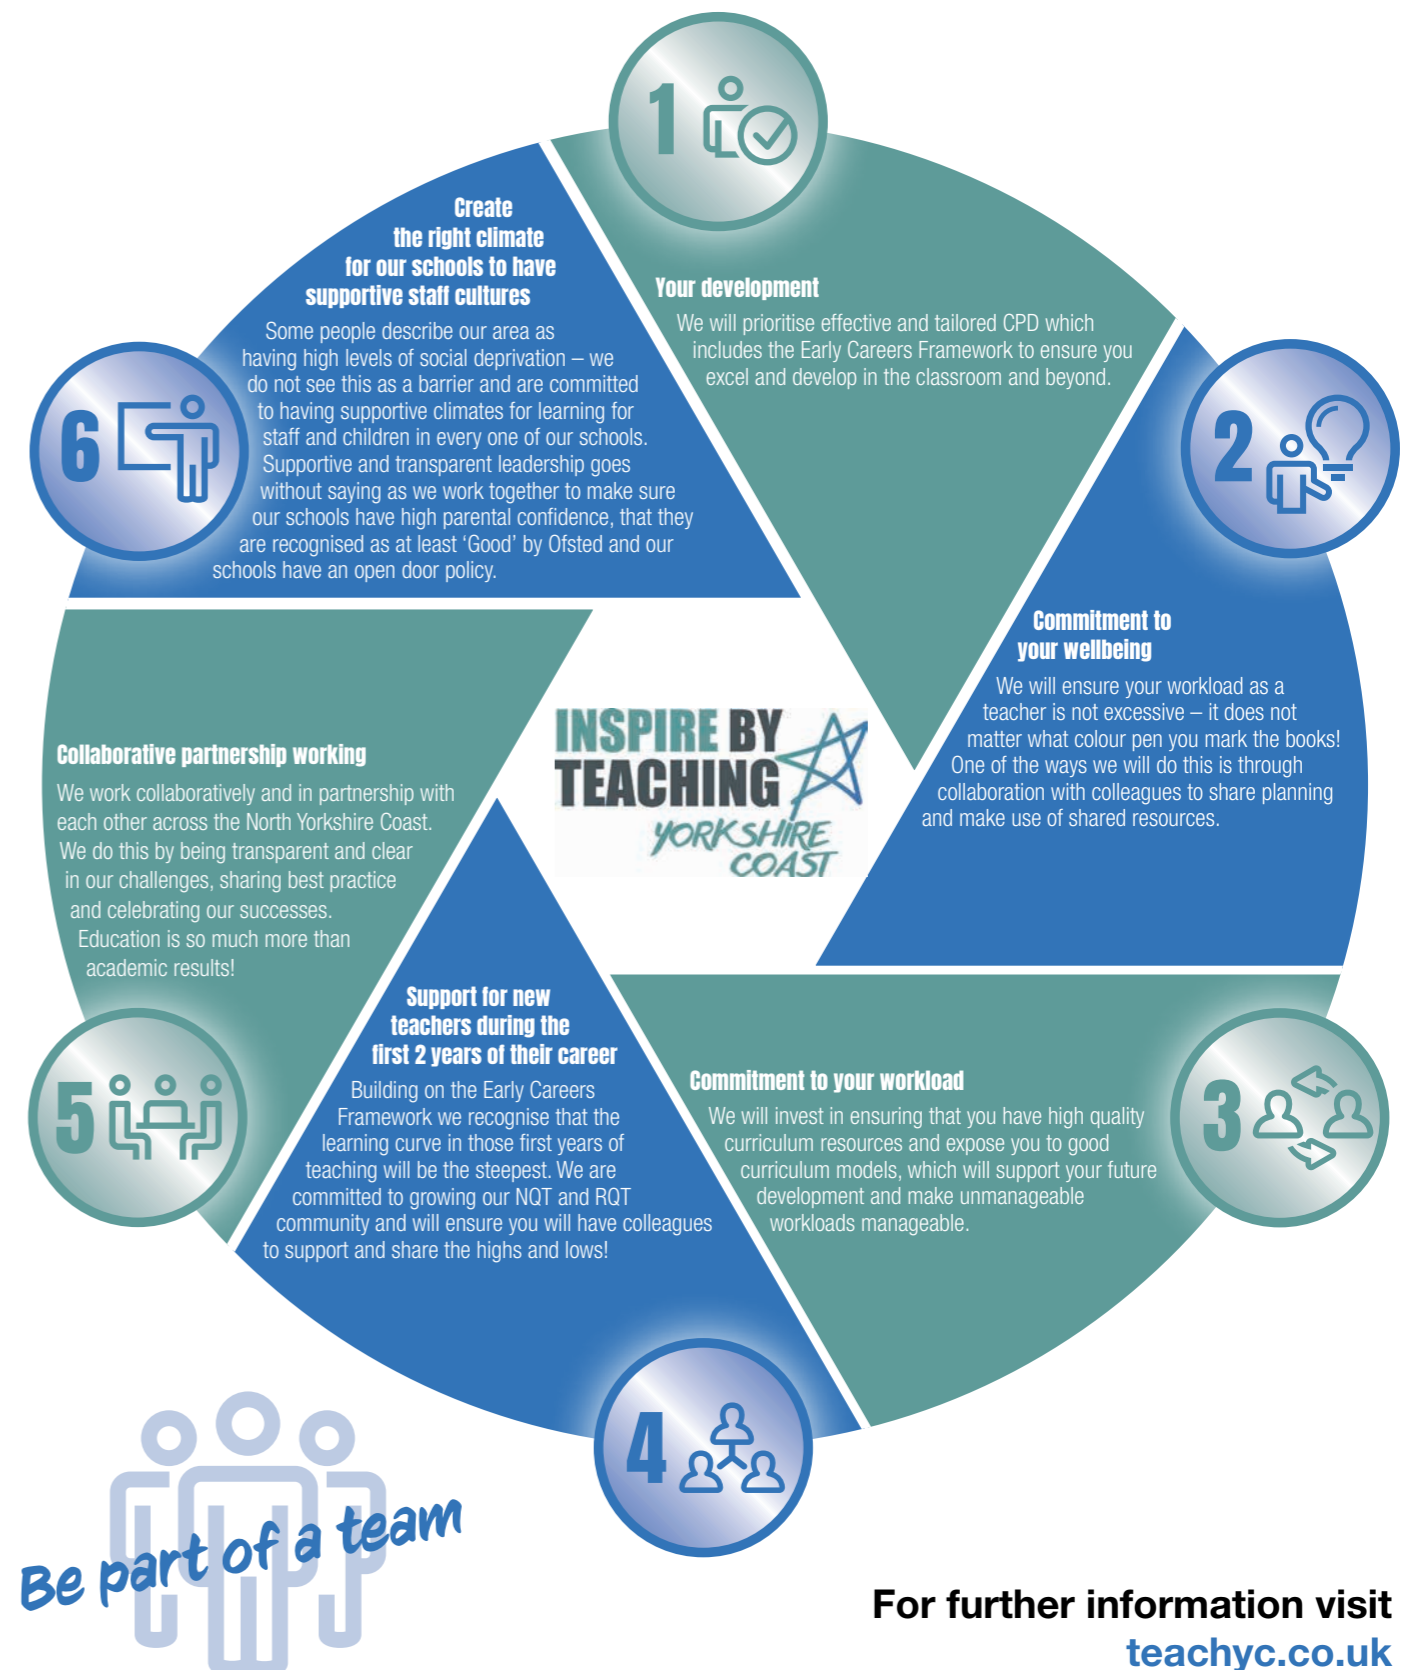 1
Your development
We will prioritise effective and tailored CPD which
includes the Early Careers Framework to ensure you
excel and develop in the classroom and beyond.
2
Commitment to
your wellbeing
We will ensure your workload as a
teacher is not excessive – it does not
matter what colour pen you mark the books!
One of the ways we will do this is through
collaboration with colleagues to share planning
and make use of shared resources.
3
Commitment to your workload
We will invest in ensuring that you have high quality
curriculum resources and expose you to good
curriculum models, which will support your future
development and make unmanageable
workloads manageable.
4
Support for new
teachers during the
first 2 years of their career
Building on the Early Careers
Framework we recognise that the
learning curve in those first years of
teaching will be the steepest. We are
committed to growing our NQT and RQT
community and will ensure you will have colleagues
to support and share the highs and lows!
5
Collaborative partnership working
We work collaboratively and in partnership with
each other across the North Yorkshire Coast.
We do this by being transparent and clear
in our challenges, sharing best practice
and celebrating our successes.
Education is so much more than
academic results!
6
Create
the right climate
for our schools to have
supportive staff cultures
Some people describe our area as
having high levels of social deprivation – we
do not see this as a barrier and are committed
to having supportive climates for learning for
staff and children in every one of our schools.
Supportive and transparent leadership goes
without saying as we work together to make sure
our schools have high parental confidence, that they
are recognised as at least ‘Good’ by Ofsted and our
schools have an open door policy.
INSPIRE BY
TEACHING
YORKSHIRE
COAST
Be part of a team
For further information visit
teachyc.co.uk